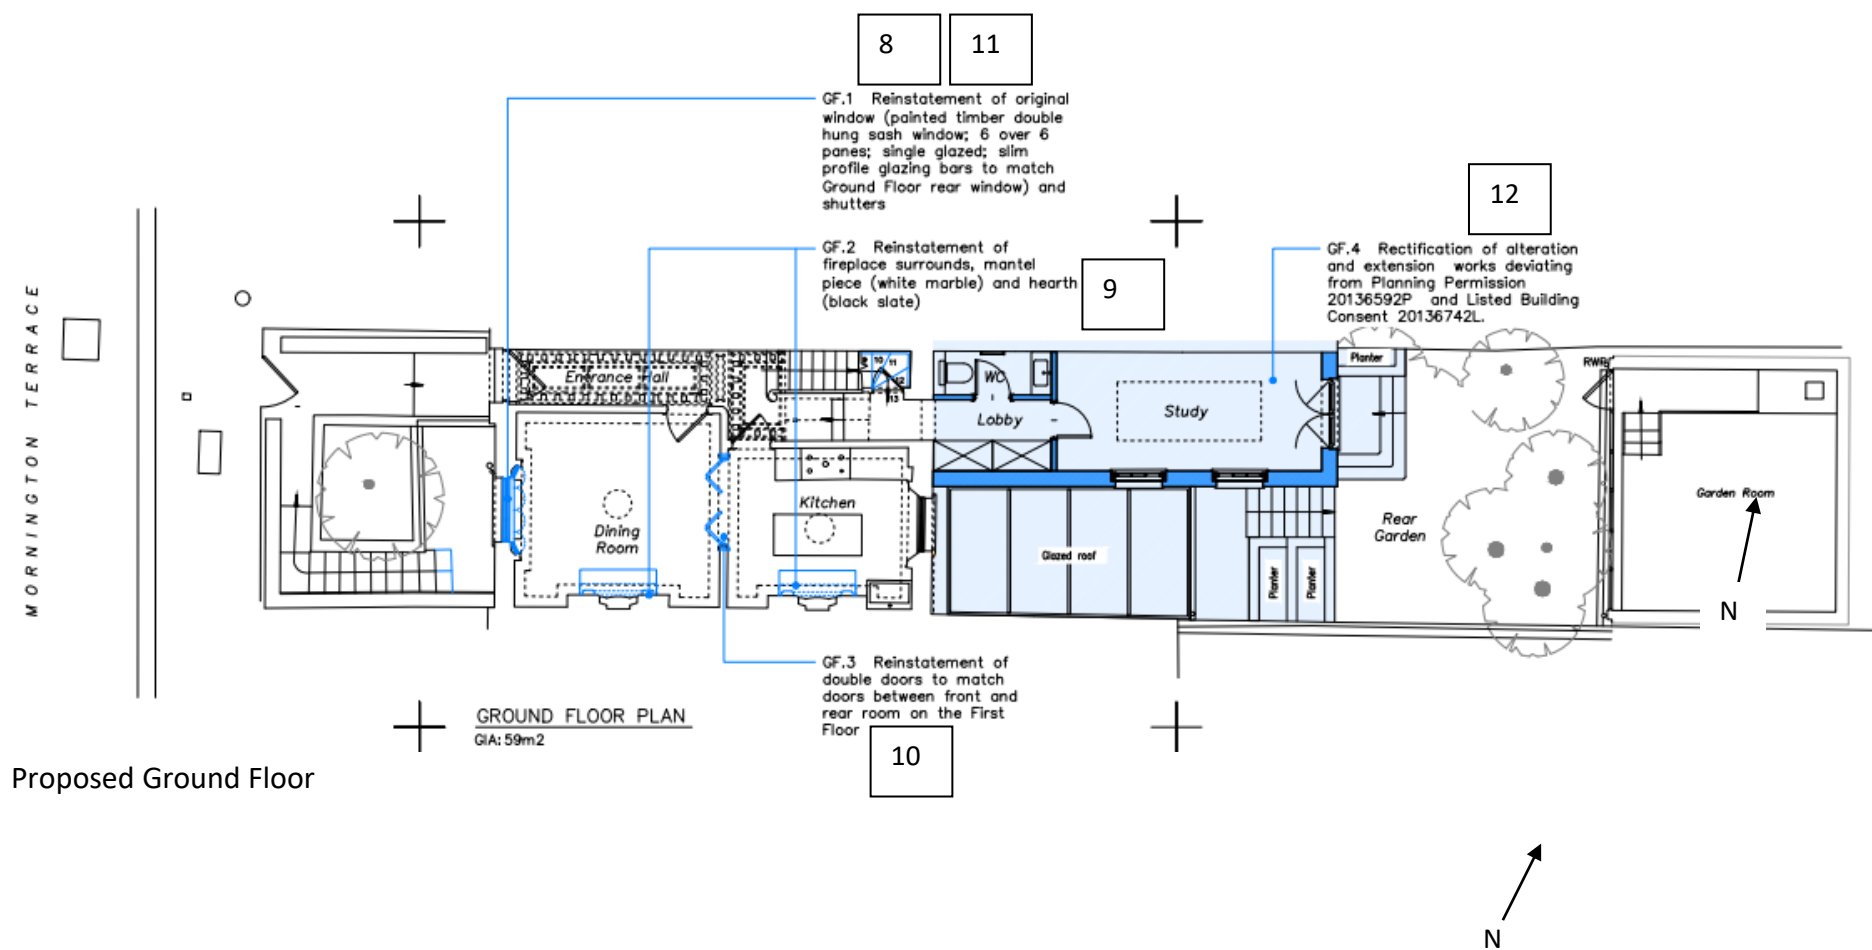 8
11
GF.1 Reinstatement of original
window (painted timber double
hung sash window; 6 over 6
panes; single glazed; slim
profile glazing bars to match
Ground Floor rear window) and
shutters
12
GF.2 Reinstatement of
fireplace surrounds, mantel
piece (white marble) and hearth
(black slate)
9
GF.4 Rectification of alteration
and extension works deviating
from Planning Permission
20136592P and Listed Building
Consent 20136742L.
MORNINGTON TERRACE
Entrance Hall
10
11
12
13
WC
Lobby
Study
Planter
RWP
Dining
Room
Kitchen
Glazed roof
Planter
Planter
Rear
Garden
Garden Room
N
GF.3 Reinstatement of
double doors to match
doors between front and
rear room on the First
Floor
10
GROUND FLOOR PLAN
GIA: 59m2
Proposed Ground Floor
N